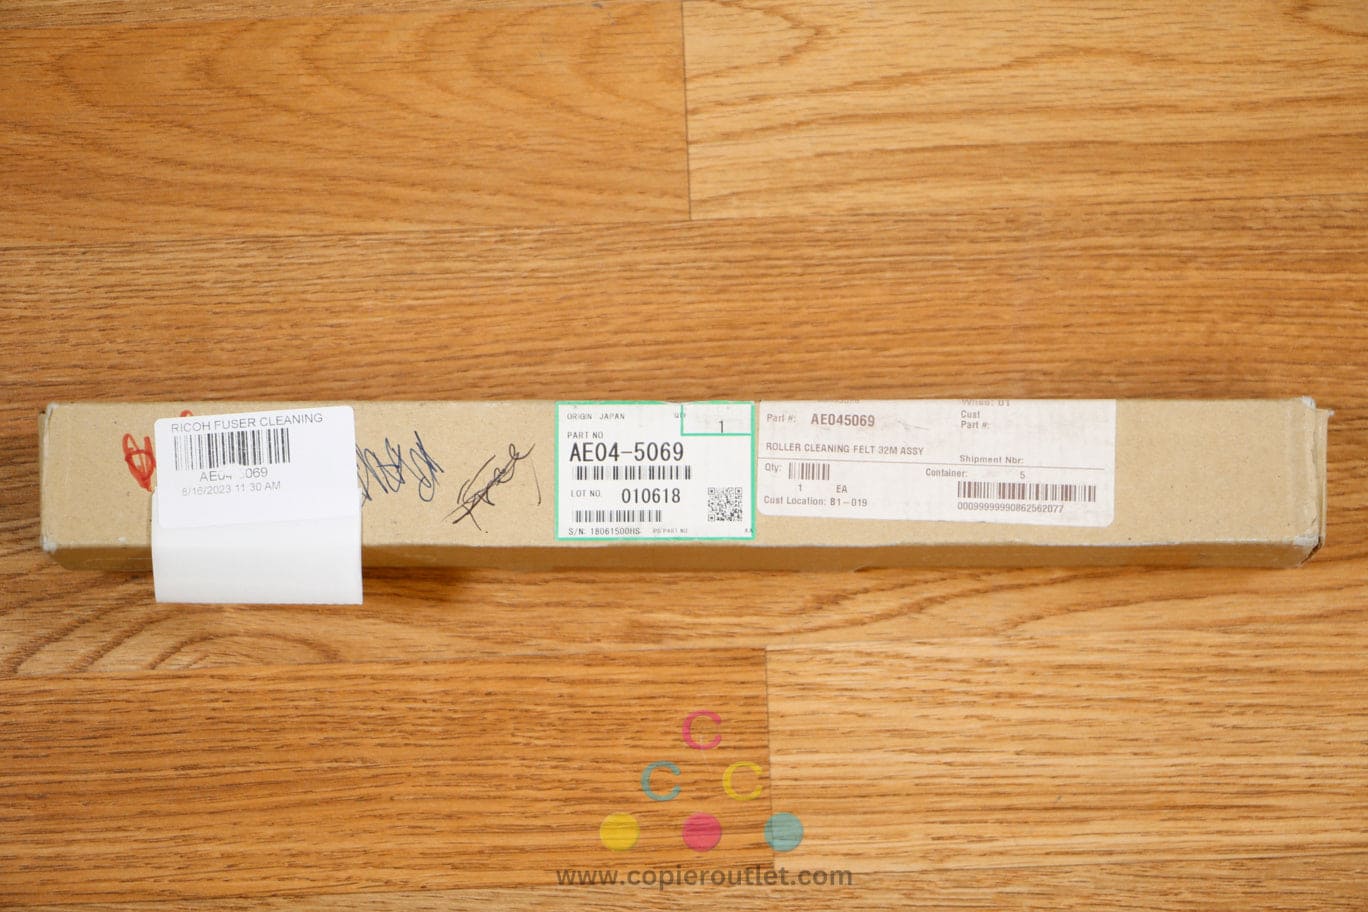 RICOH FUSER CLEANING
AE04-5069
8/16/2023 11:30 AM
ORIGIN JAPAN
QTY
1
PART NO
AE04-5069
LOT NO. 010618
S/N: 18061500HS
Part #: AE045069
Cust
Part #:
ROLLER CLEANING FELT 32M ASSY
Shipment Nbr:
Qty:
1 EA
Container: 5
Cust Location: B1-019
00099999990862562077
C
C C
www.copieroutlet.com